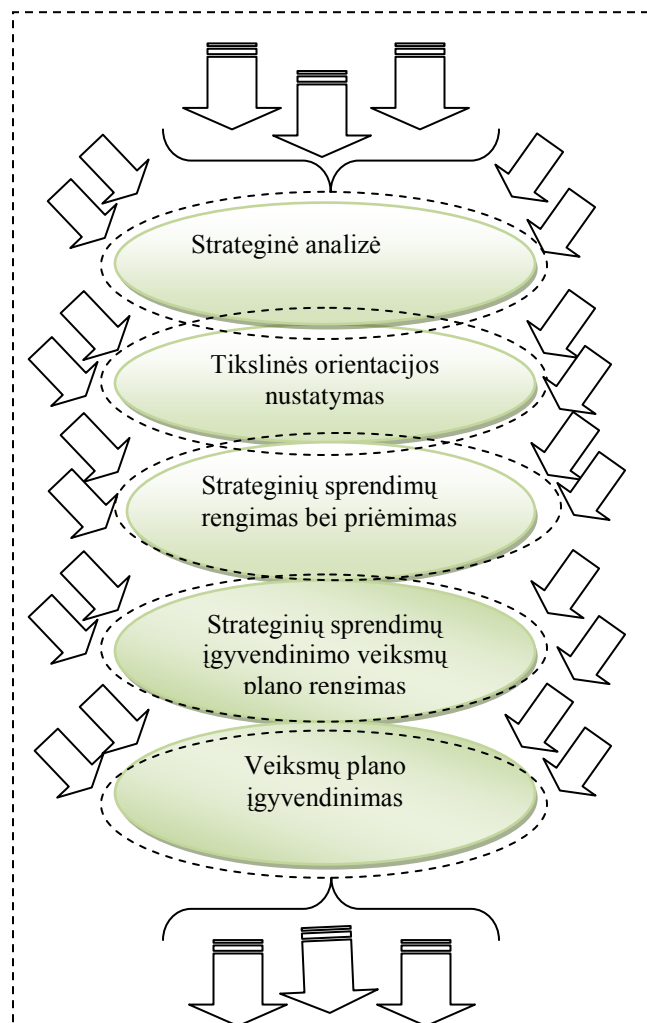 Strateginė analizė
Tikslinės orientacijos
nustatymas
Strateginių sprendimų
rengimas bei priėmimas
Strateginių sprendimų
įgyvendinimo veiksmų
plano rengimas
Veiksmų plano
įgyvendinimas